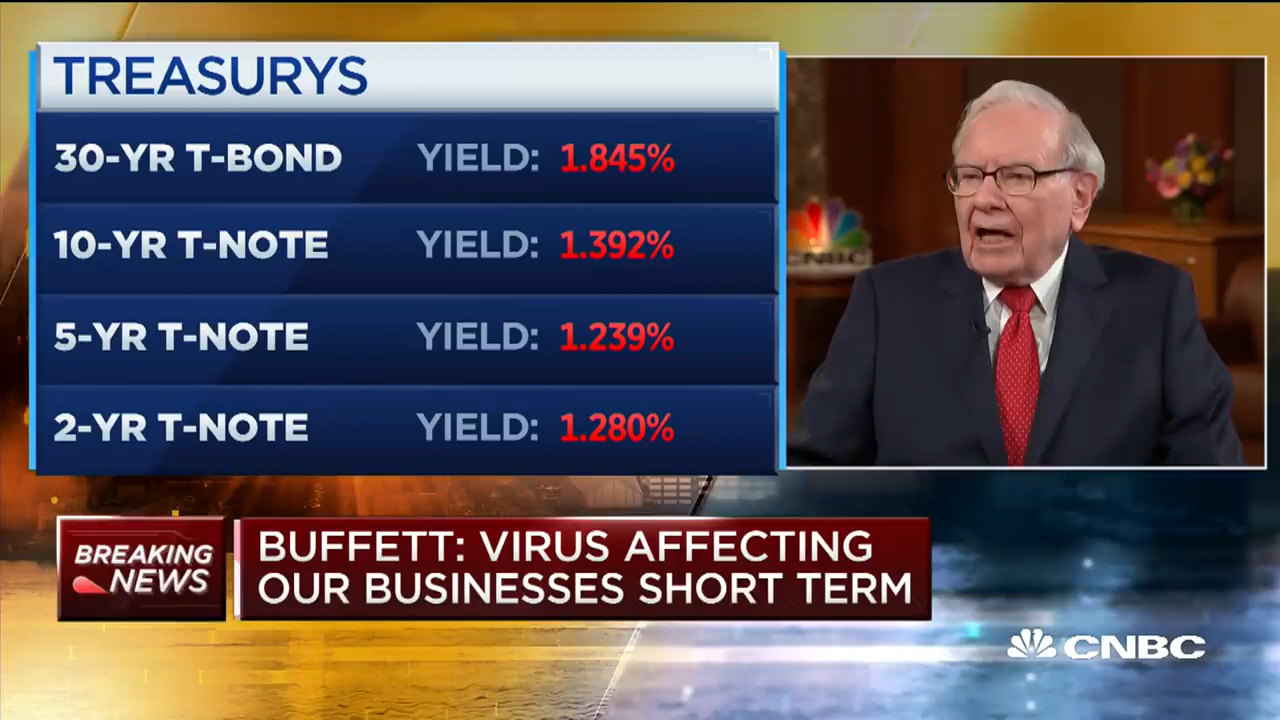 TREASURYS
30-YR T-BOND YIELD: 1.845%
10-YR T-NOTE YIELD: 1.392%
5-YR T-NOTE YIELD: 1.239%
2-YR T-NOTE YIELD: 1.280%
CNBC
BREAKING
NEWS
BUFFETT: VIRUS AFFECTING
OUR BUSINESSES SHORT TERM
CNBC